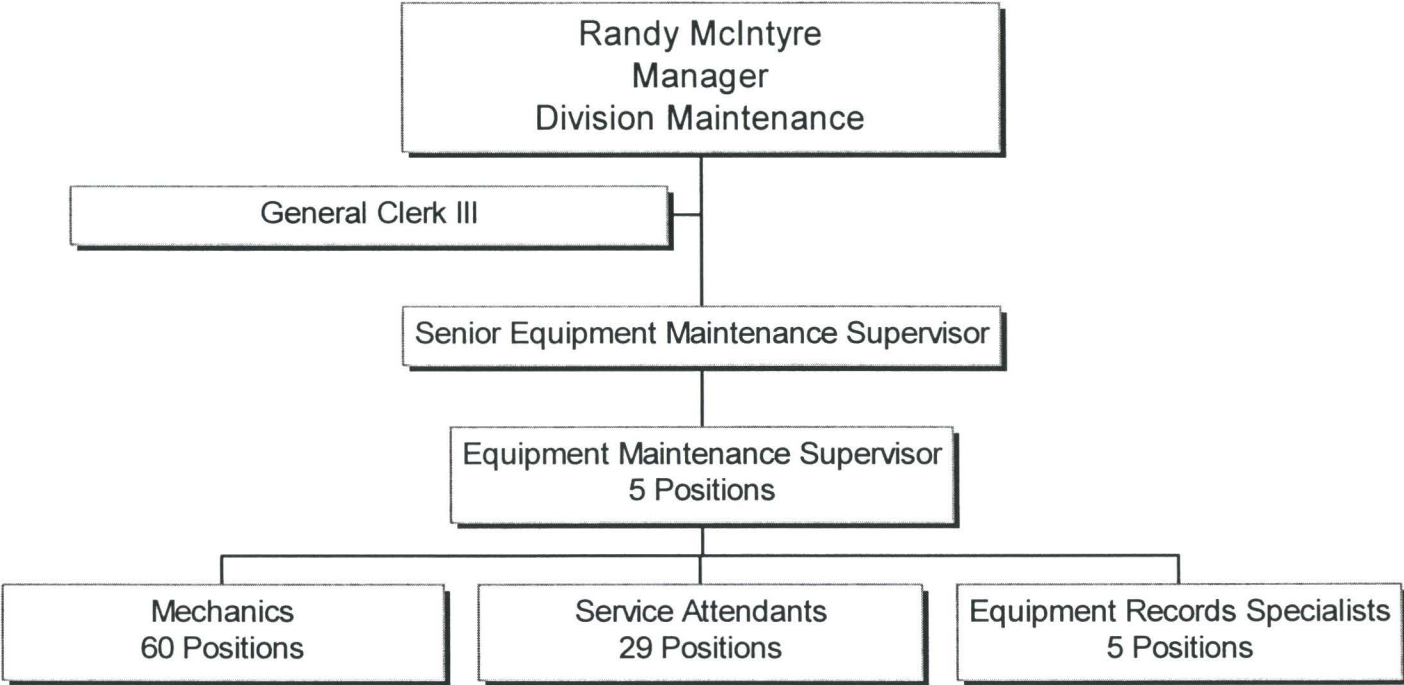 Randy McIntyre
Manager
Division Maintenance
General Clerk III
Senior Equipment Maintenance Supervisor
Equipment Maintenance Supervisor
5 Positions
Mechanics
60 Positions
Service Attendants
29 Positions
Equipment Records Specialists
5 Positions